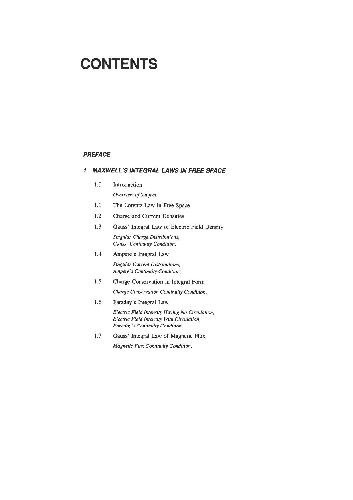 CONTENTS
PREFACE
1 MAXWELL'S INTEGRAL LAWS IN FREE SPACE
1.0 Introduction
Overview of Subject.
1.1 The Lorentz Law in Free Space
1.2 Charge and Current Densities
1.3 Gauss' Integral Law of Electric Field Intensity
Singular Charge Distributions,
Gauss' Continuity Condition.
1.4 Ampère's Integral Law
Singular Current Distributions,
Ampère's Continuity Condition.
1.5 Charge Conservation in Integral Form
Charge Conservation Continuity Condition.
1.6 Faraday's Integral Law
Electric Field Intensity Having No Circulation,
Electric Field Intensity With Circulation,
Faraday's Continuity Condition.
1.7 Gauss' Integral Law of Magnetic Flux
Magnetic Flux Continuity Condition.